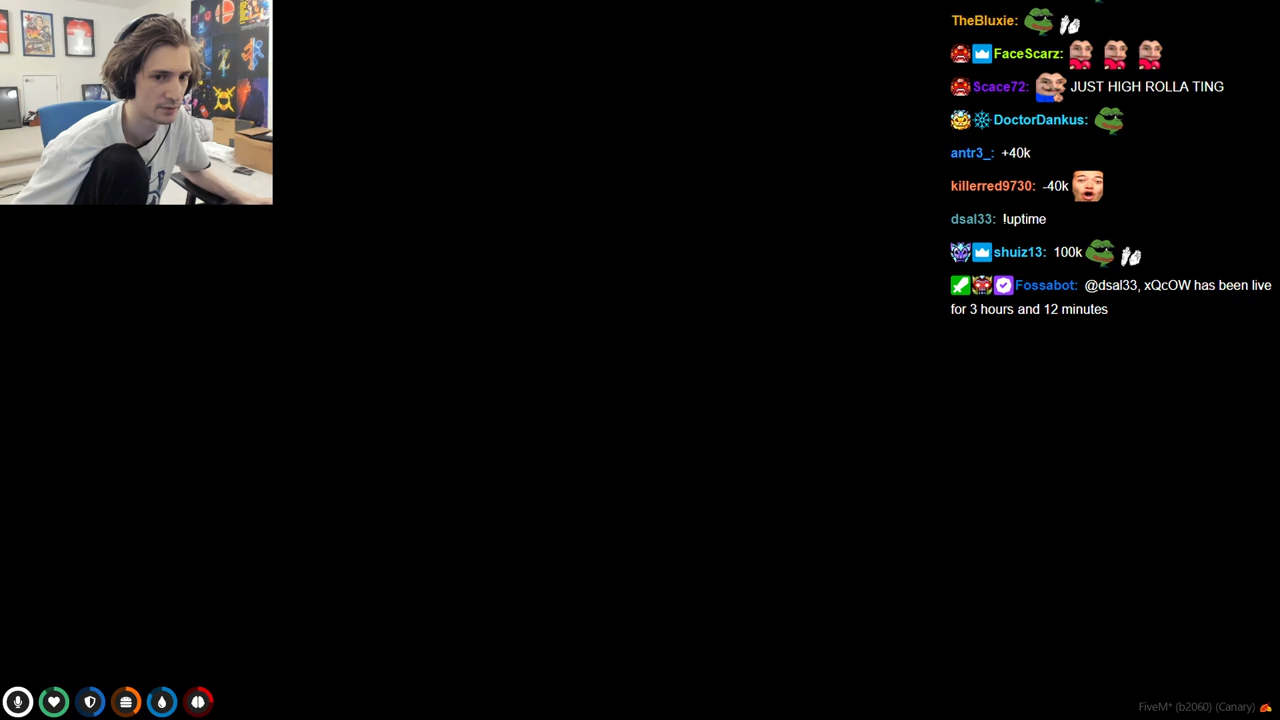 TheBluxie:
FaceScarz:
Scace72: JUST HIGH ROLLA TING
DoctorDankus:
antr3_: +40k
killerred9730: -40k
dsal33: !uptime
shuiz13: 100k
Fossabot: @dsal33, xQcOW has been live
for 3 hours and 12 minutes
FiveM* (b2060) (Canary)